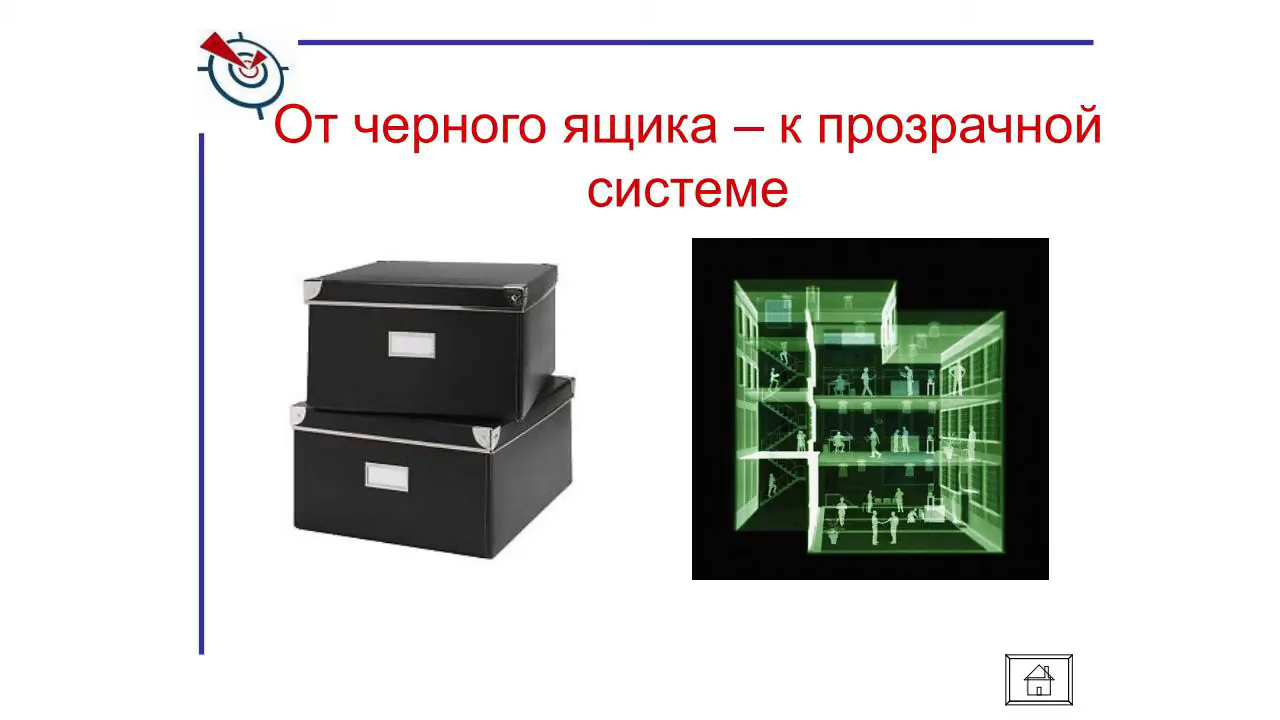 От черного ящика – к прозрачной
системе